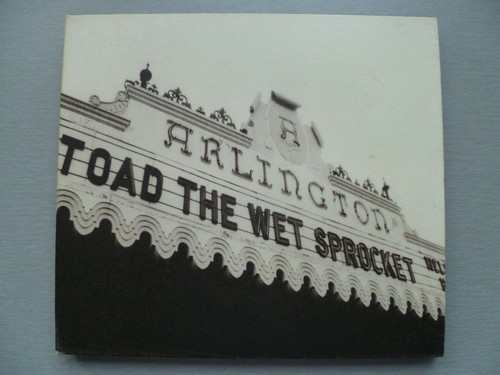 A
ARLINGTON
TOAD THE WET SPROCKET